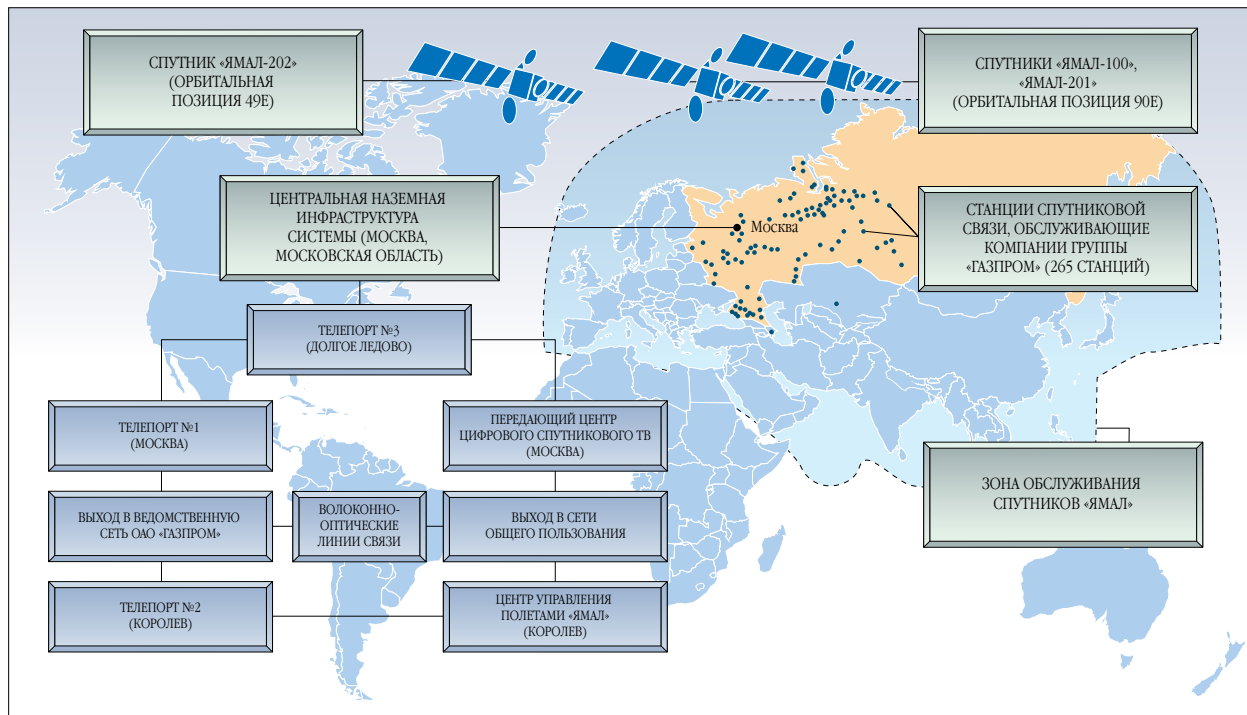 СПУТНИК «ЯМАЛ-202»
(ОРБИТАЛЬНАЯ
ПОЗИЦИЯ 49E)
СПУТНИКИ «ЯМАЛ-100»,
«ЯМАЛ-201»
(ОРБИТАЛЬНАЯ ПОЗИЦИЯ 90E)
ЦЕНТРАЛЬНАЯ НАЗЕМНАЯ
ИНФРАСТРУКТУРА
СИСТЕМЫ (МОСКВА,
МОСКОВСКАЯ ОБЛАСТЬ)
Москва
СТАНЦИИ СПУТНИКОВОЙ
СВЯЗИ, ОБСЛУЖИВАЮЩИЕ
КОМПАНИИ ГРУППЫ
«ГАЗПРОМ» (265 СТАНЦИЙ)
ТЕЛЕПОРТ №3
(ДОЛГОЕ ЛЕДОВО)
ТЕЛЕПОРТ №1
(МОСКВА)
ПЕРЕДАЮЩИЙ ЦЕНТР
ЦИФРОВОГО СПУТНИКОВОГО ТВ
(МОСКВА)
ЗОНА ОБСЛУЖИВАНИЯ
СПУТНИКОВ «ЯМАЛ»
ВЫХОД В ВЕДОМСТВЕННУЮ
СЕТЬ ОАО «ГАЗПРОМ»
ВОЛОКОННО-
ОПТИЧЕСКИЕ
ЛИНИИ СВЯЗИ
ВЫХОД В СЕТИ
ОБЩЕГО ПОЛЬЗОВАНИЯ
ТЕЛЕПОРТ №2
(КОРОЛЕВ)
ЦЕНТР УПРАВЛЕНИЯ
ПОЛЕТАМИ «ЯМАЛ»
(КОРОЛЕВ)